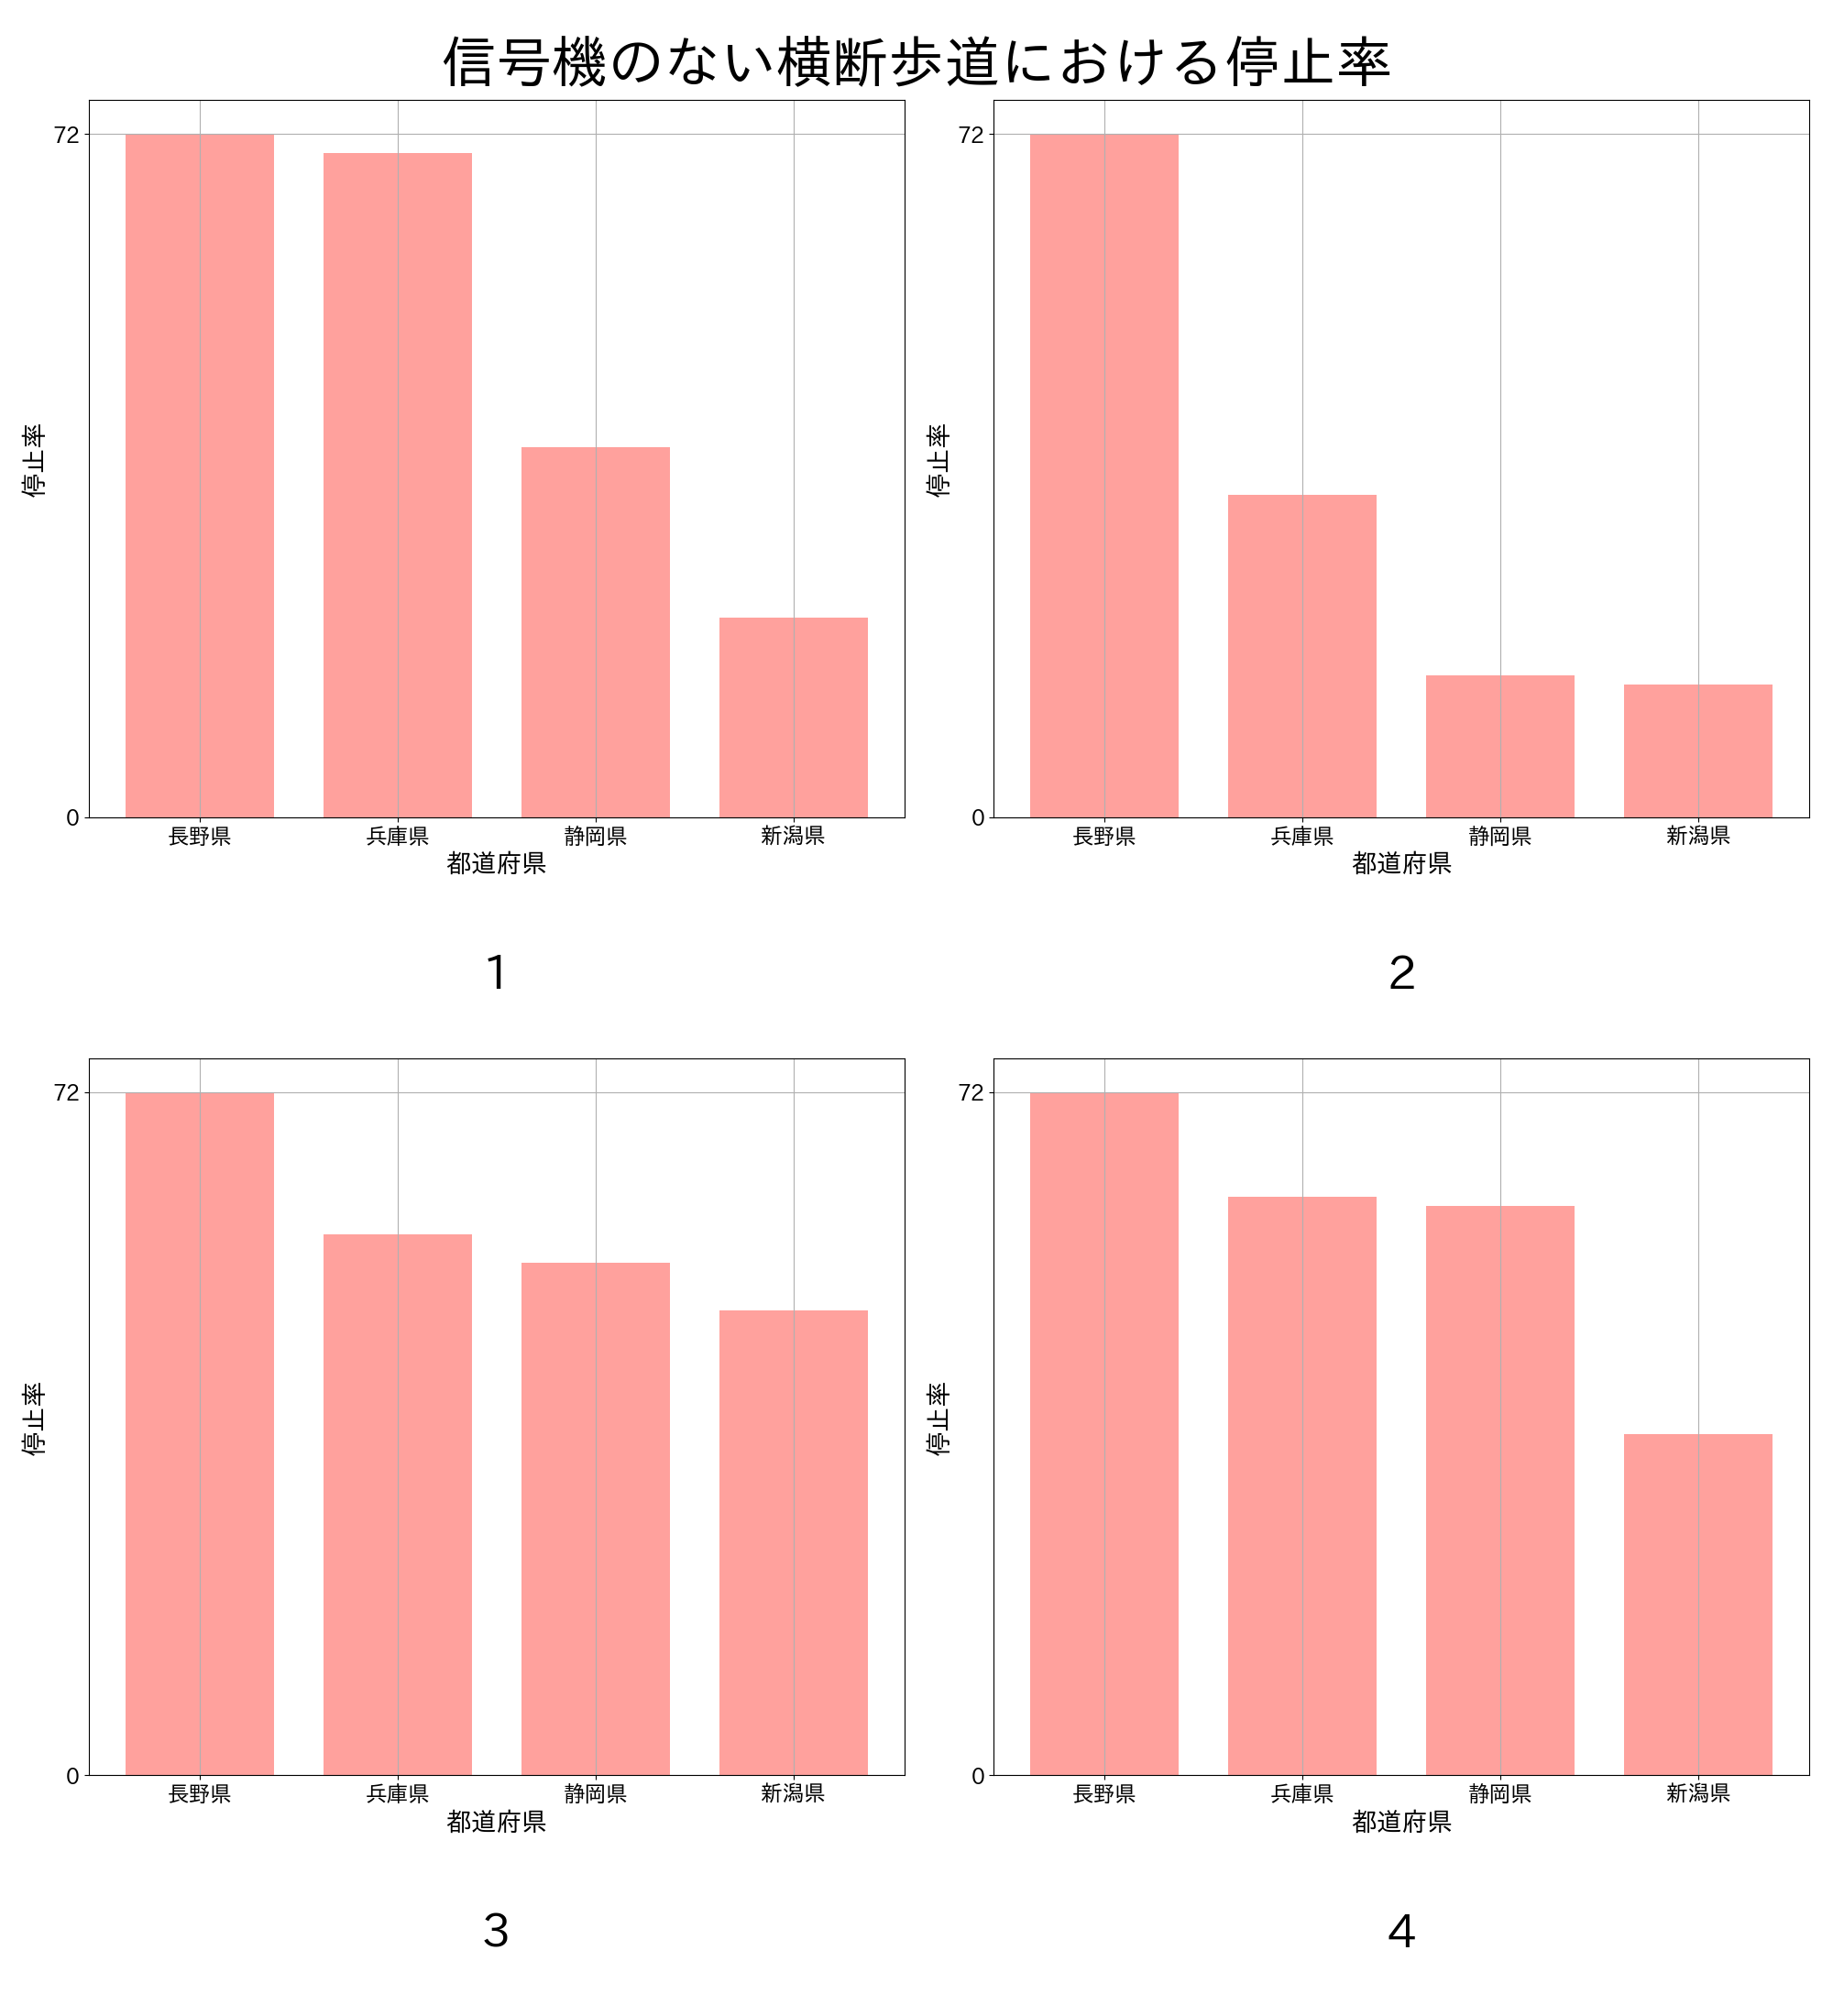 信号機のない横断歩道における停止率
72
停止率
0
長野県 兵庫県 静岡県 新潟県
都道府県
1
72
停止率
0
長野県 兵庫県 静岡県 新潟県
都道府県
2
72
停止率
0
長野県 兵庫県 静岡県 新潟県
都道府県
3
72
停止率
0
長野県 兵庫県 静岡県 新潟県
都道府県
4